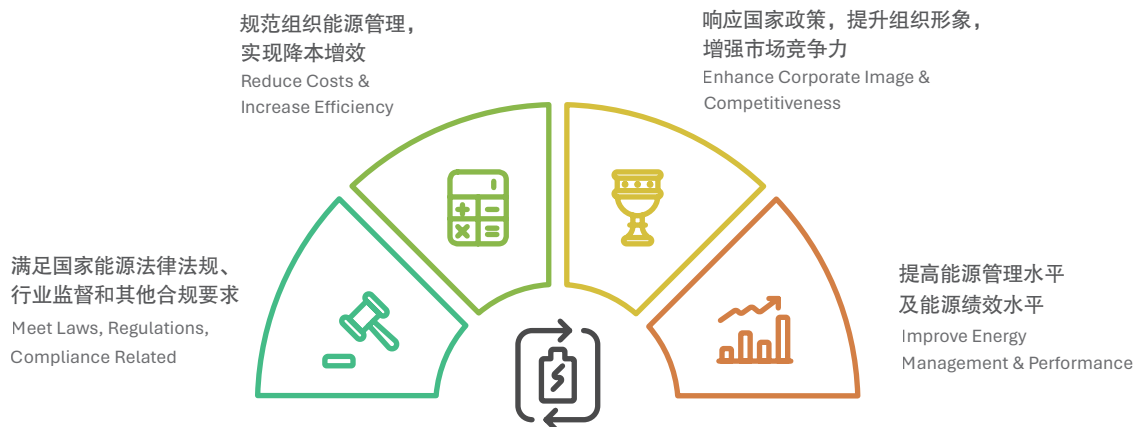 规范组织能源管理，
实现降本增效
Reduce Costs &
Increase Efficiency
响应国家政策，提升组织形象，
增强市场竞争力
Enhance Corporate Image &
Competitiveness
满足国家能源法律法规、
行业监督和其他合规要求
Meet Laws, Regulations,
Compliance Related
提高能源管理水平
及能源绩效水平
Improve Energy
Management & Performance